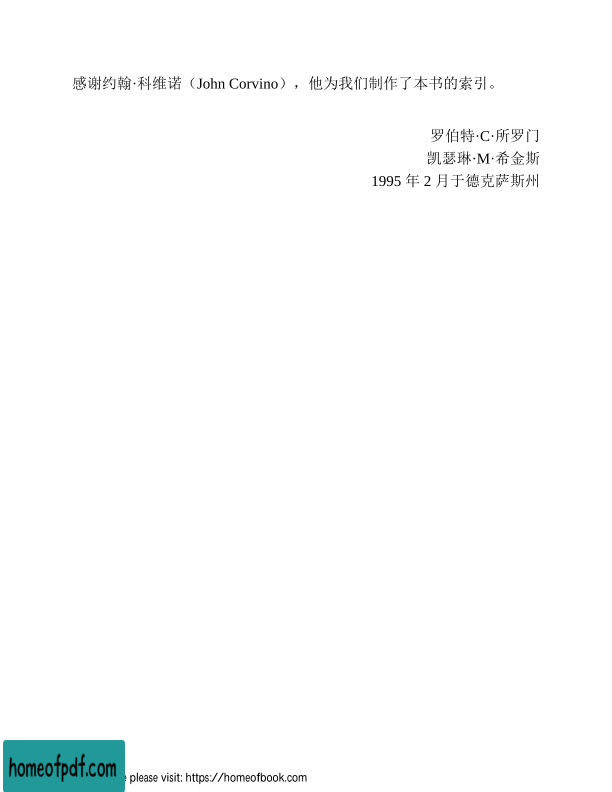 感谢约翰·科维诺（John Corvino），他为我们制作了本书的索引。
罗伯特·C·所罗门
凯瑟琳·M·希金斯
1995 年 2 月于德克萨斯州
homeofpdf.com
e please visit: https://homeofbook.com